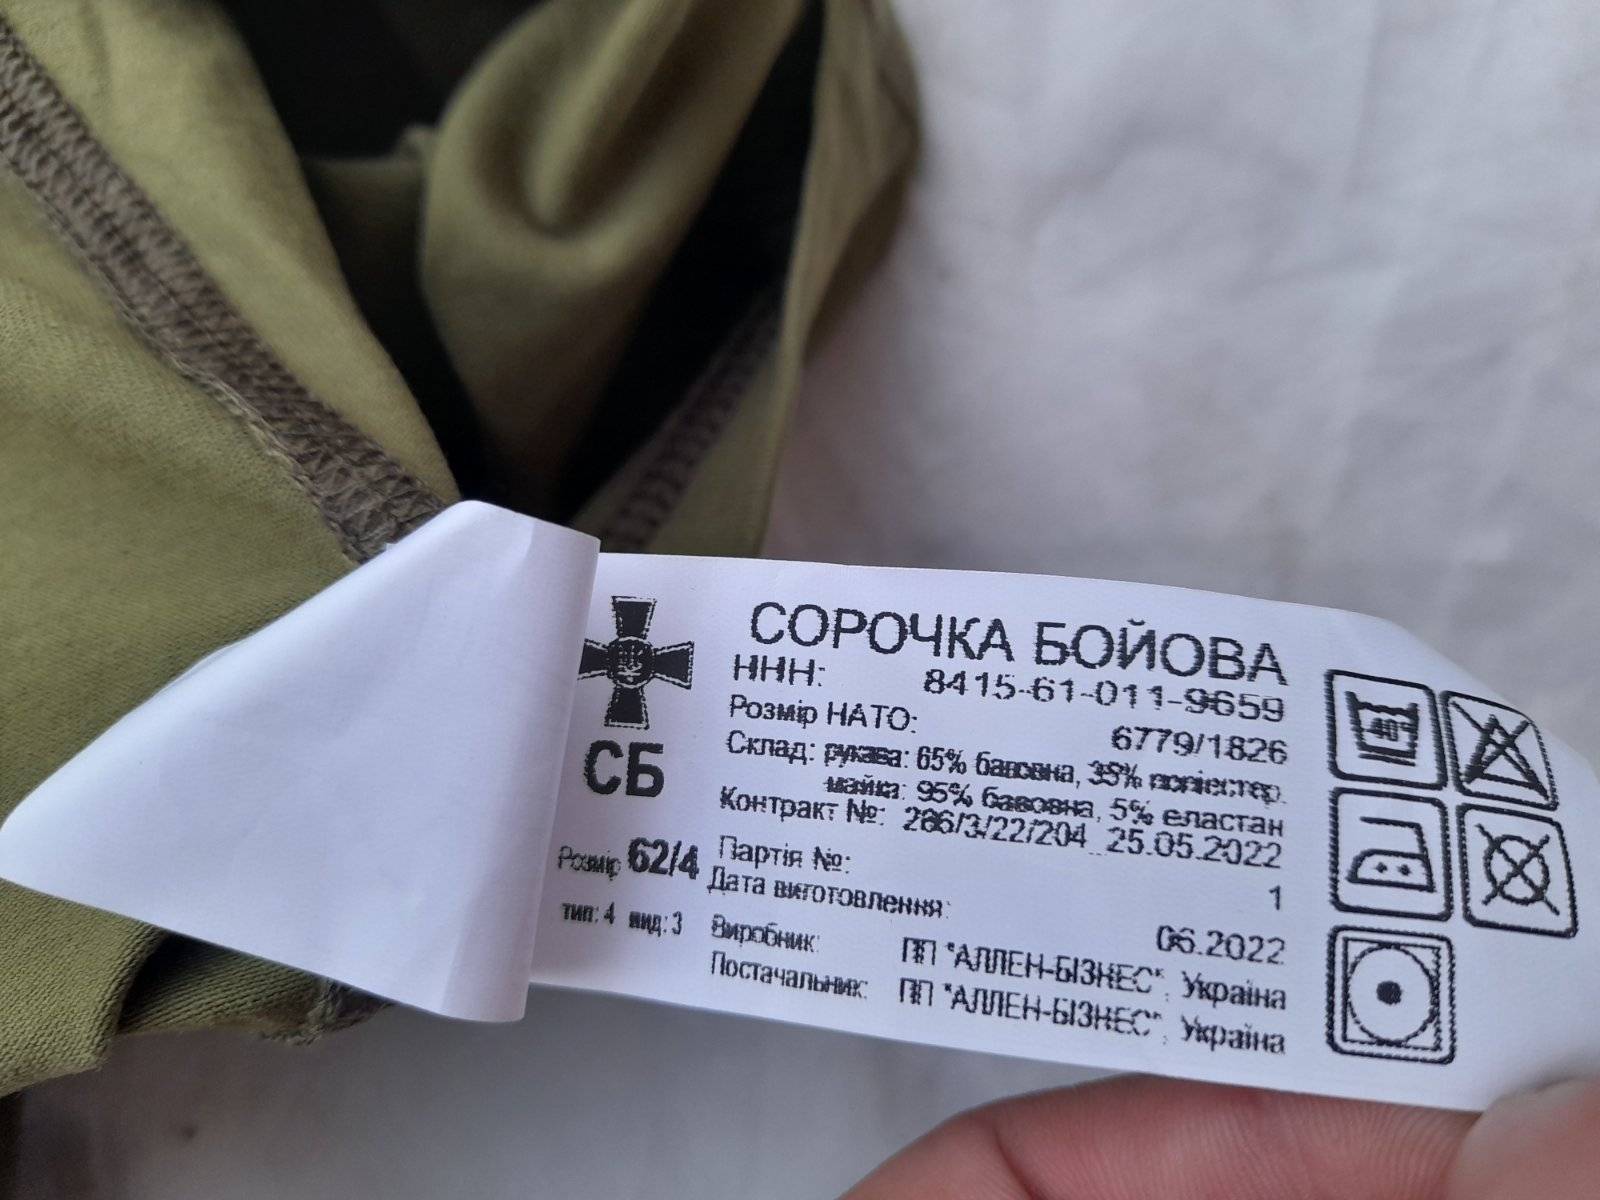 СОРОЧКА БОЙОВА
ННН: 8415-61-011-9659
Розмір НАТО: 6779/1826
Склад: рукава: 65% бавовна, 35% поліестер.
майка: 95% бавовна, 5% еластан
Контракт №: 286/3/22/204_25.05.2022
Партія №: 1
Дата виготовлення: 06.2022
Виробник: ПП "АЛЛЕН-БІЗНЕС", Україна
Постачальник: ПП "АЛЛЕН-БІЗНЕС", Україна
СБ
Розмір 62/4
тип: 4 вид: 3
40°